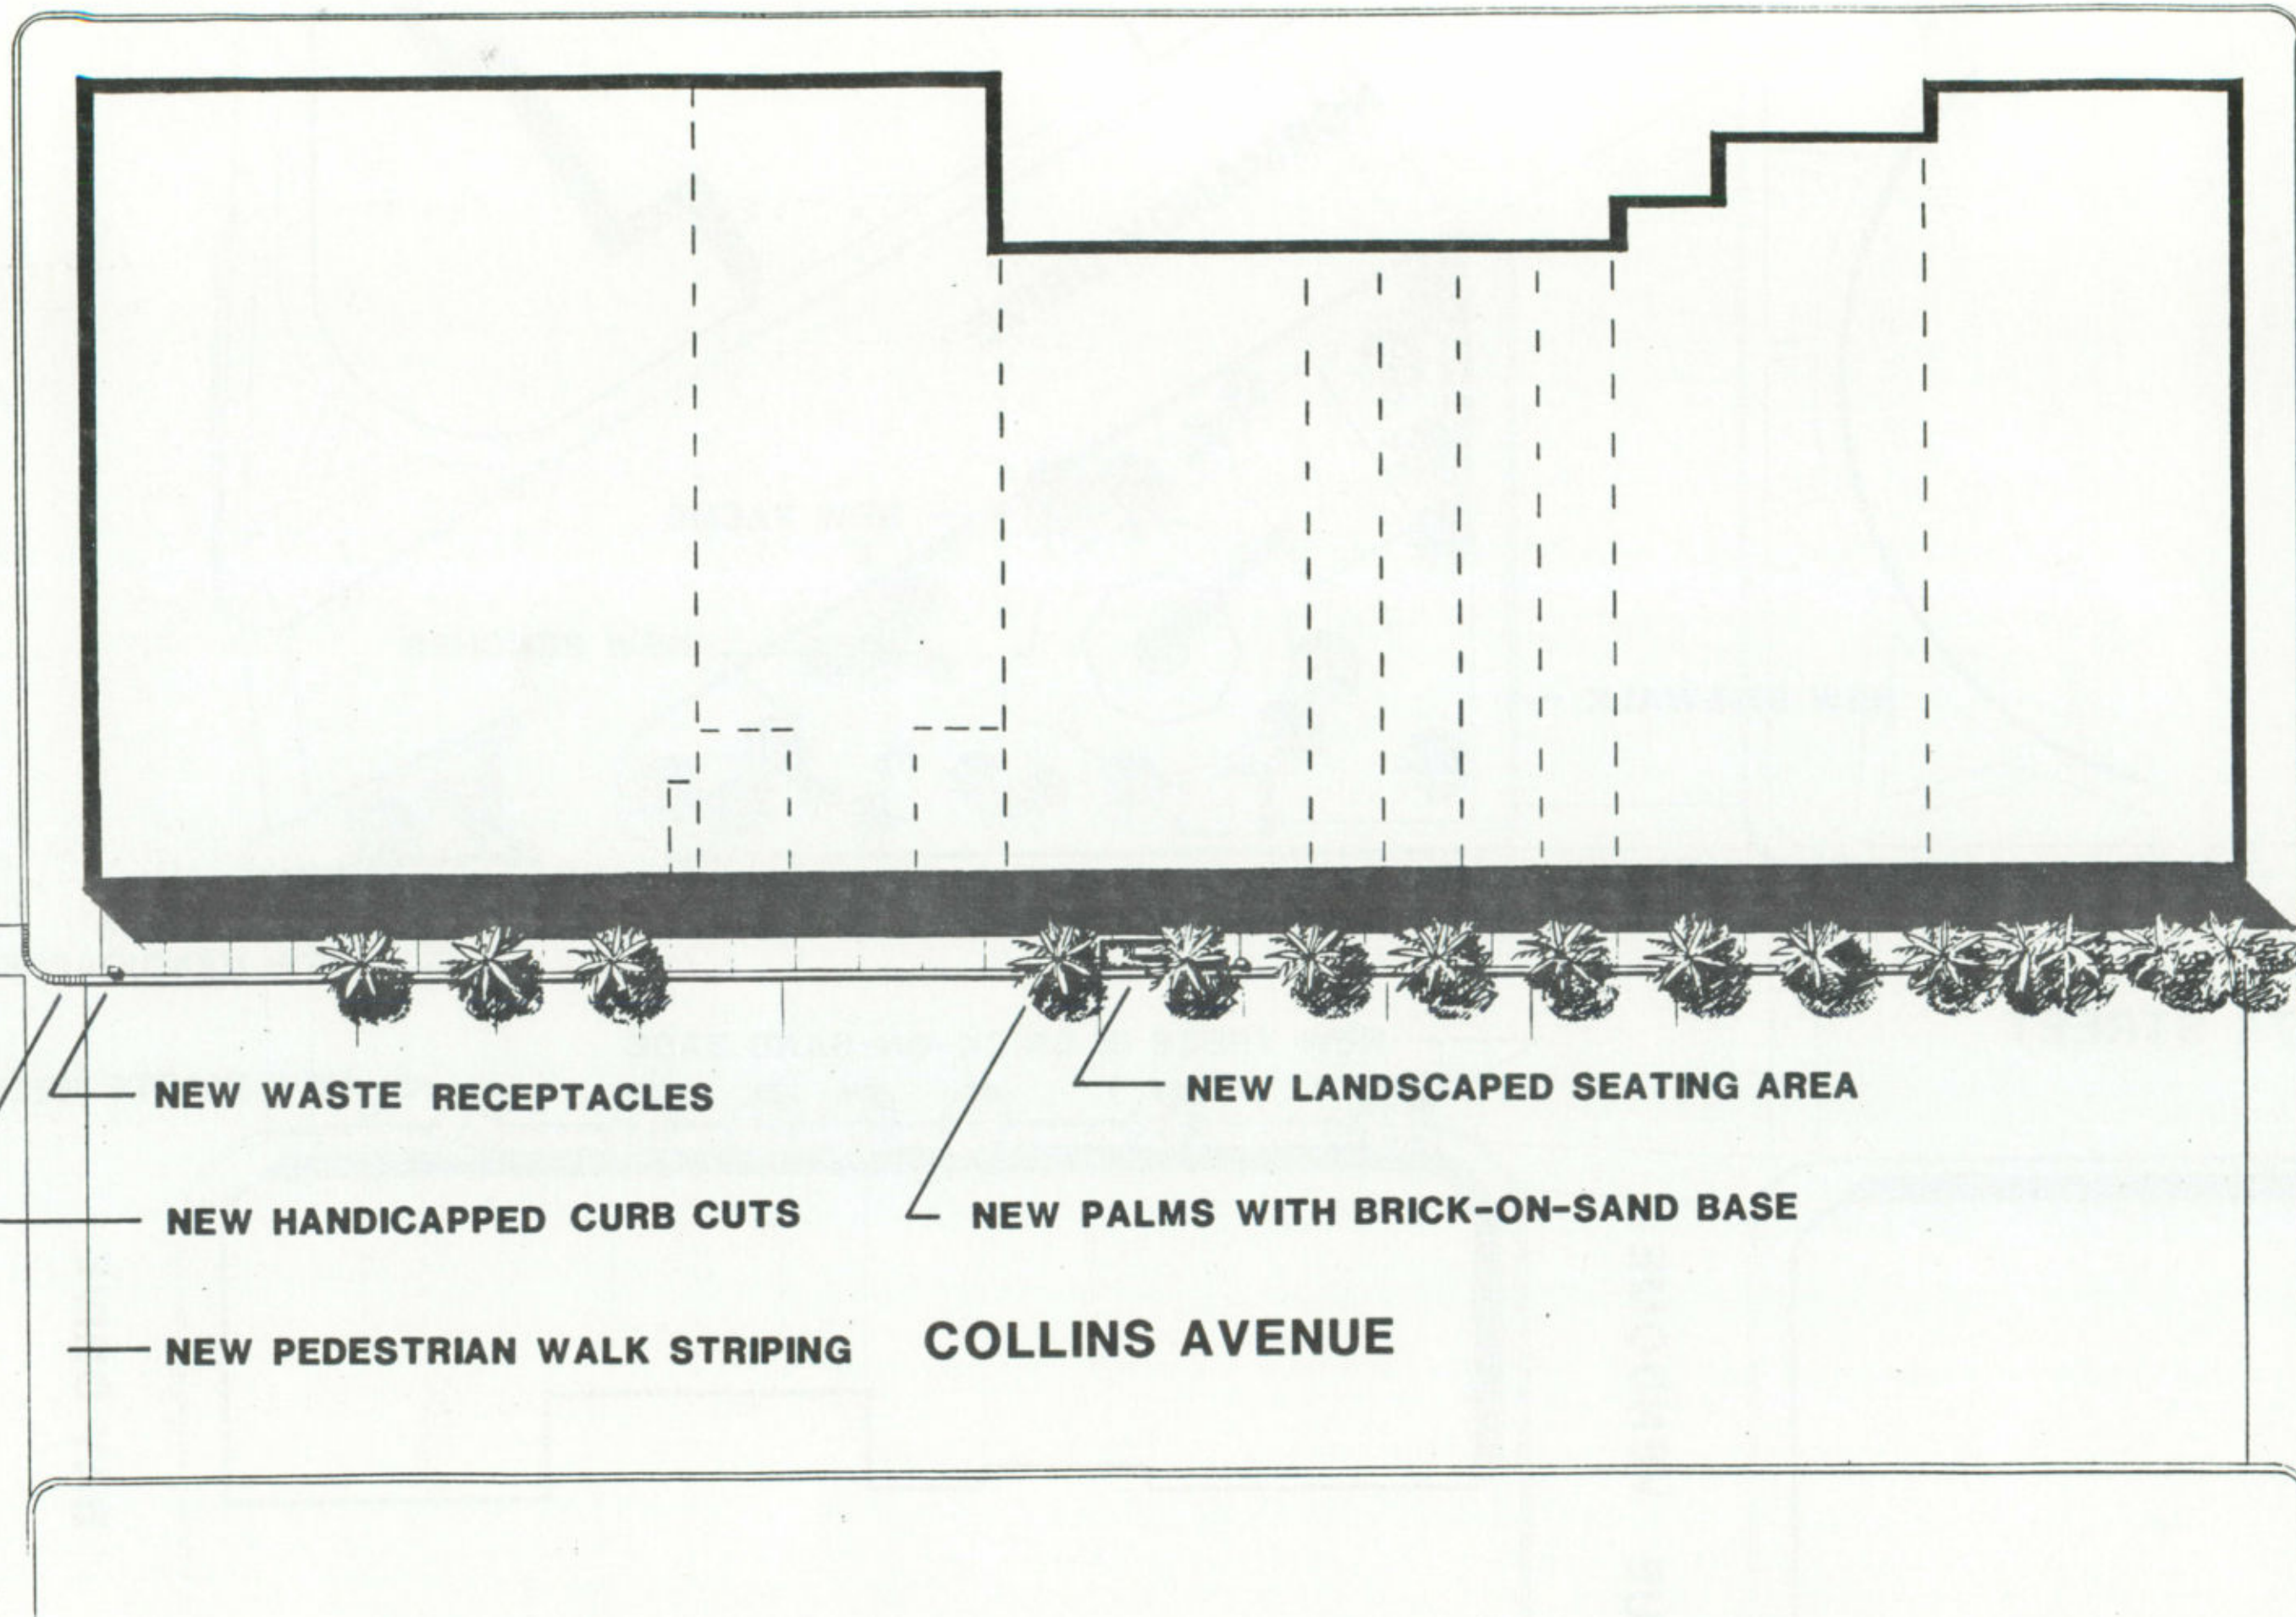 NEW WASTE RECEPTACLES
NEW LANDSCAPED SEATING AREA
NEW HANDICAPPED CURB CUTS
NEW PALMS WITH BRICK-ON-SAND BASE
NEW PEDESTRIAN WALK STRIPING
COLLINS AVENUE